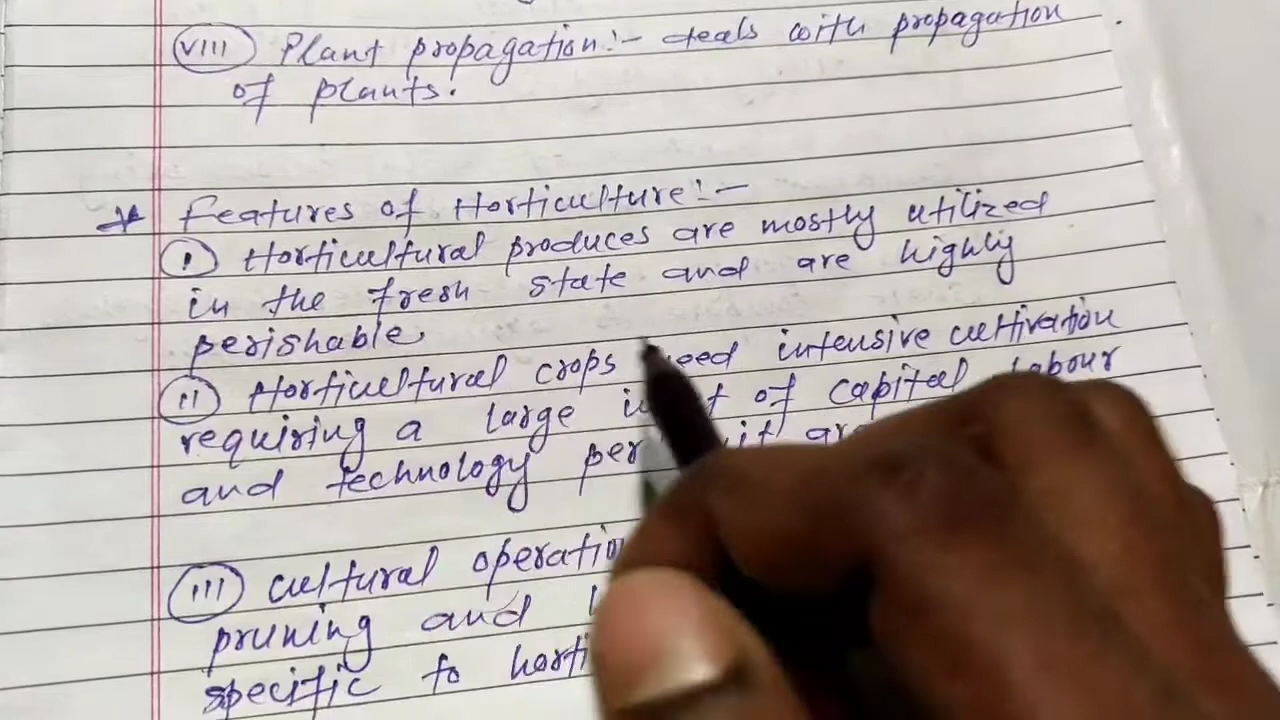 (VIII) Plant propagation:- deals with propagation
of plants.
* Features of Horticulture:-
(I) Horticultural produces are mostly utilized
in the fresh state and are highly
perishable.
(II) Horticultural crops need intensive cultivation
requiring a large of capital labour
and technology per
(III) cultural
pruning and
specific to